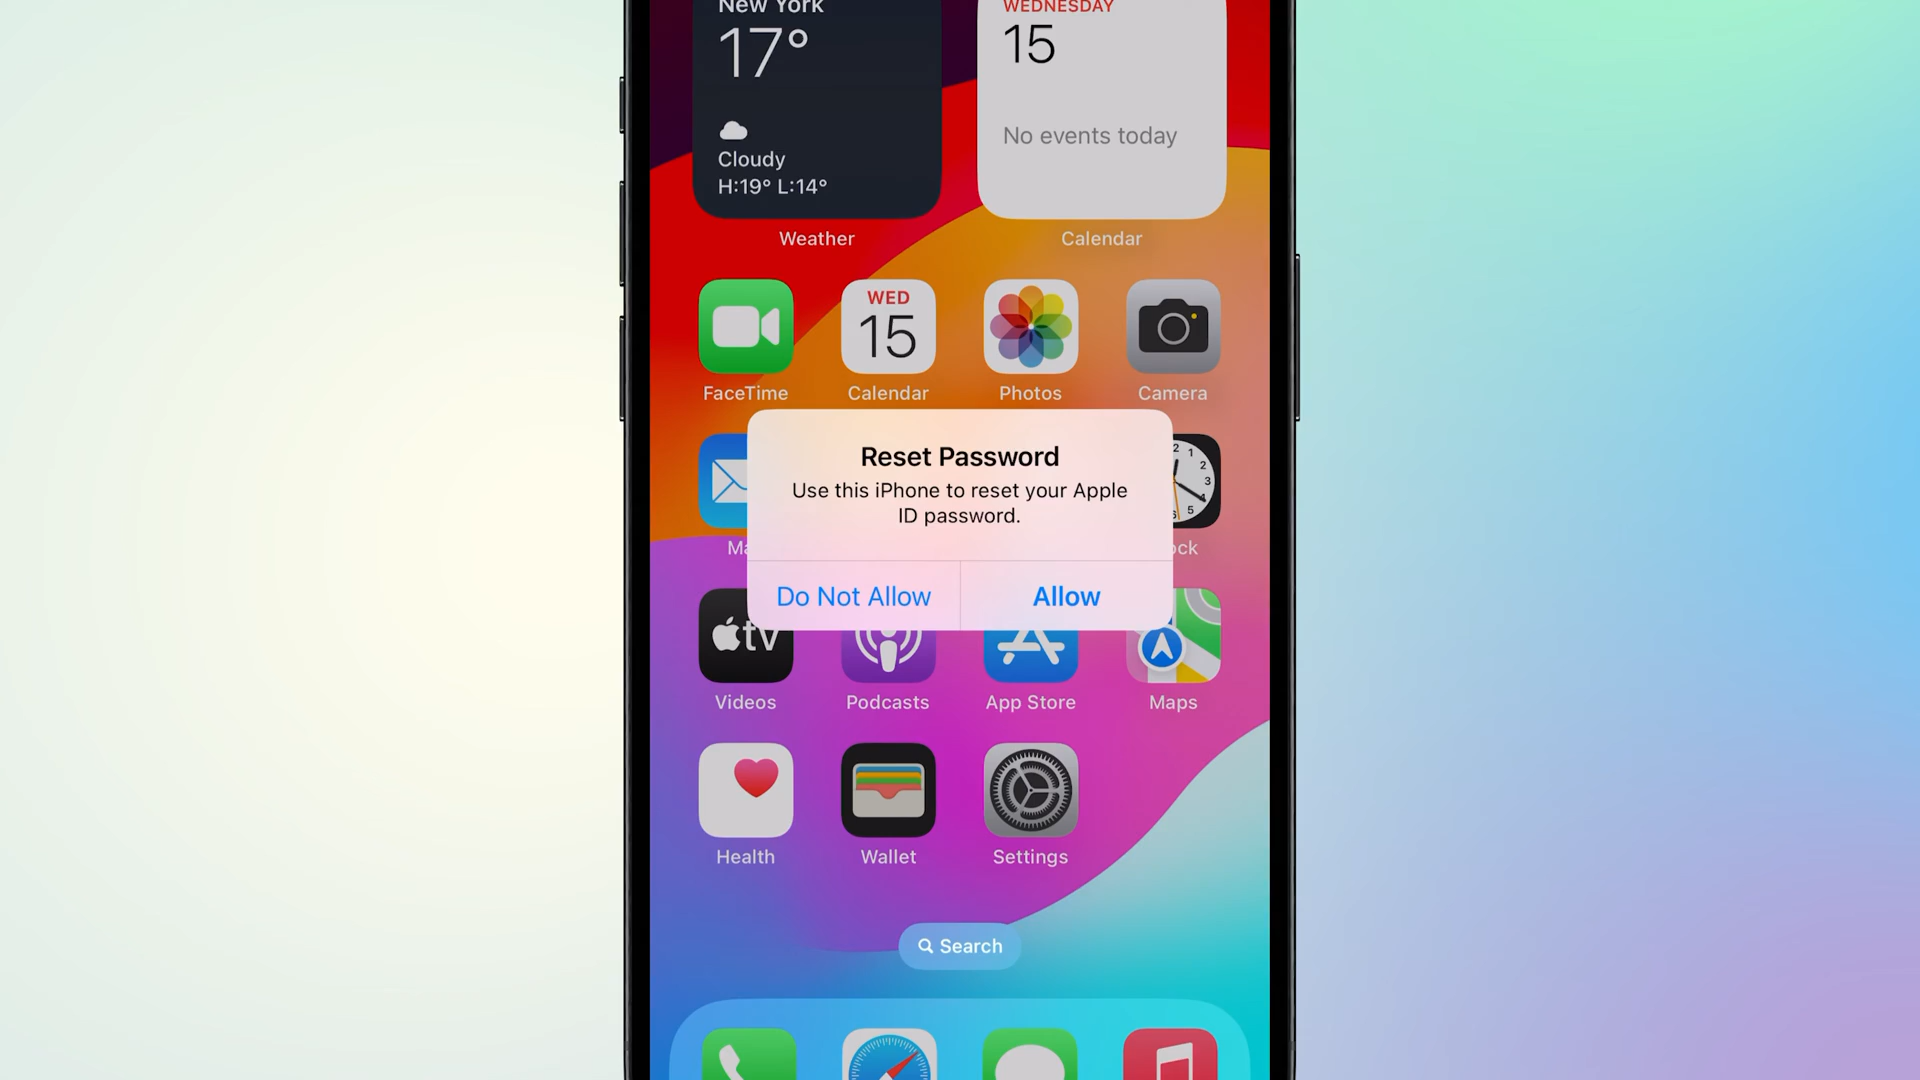 New York
17°
Cloudy
H:19° L:14°
Weather
WEDNESDAY
15
No events today
Calendar
FaceTime
WED
15
Calendar
Photos
Camera
Reset Password
Use this iPhone to reset your Apple
ID password.
Do Not Allow
Allow
Ma
ock
tv
Videos
Podcasts
App Store
Maps
Health
Wallet
Settings
Search